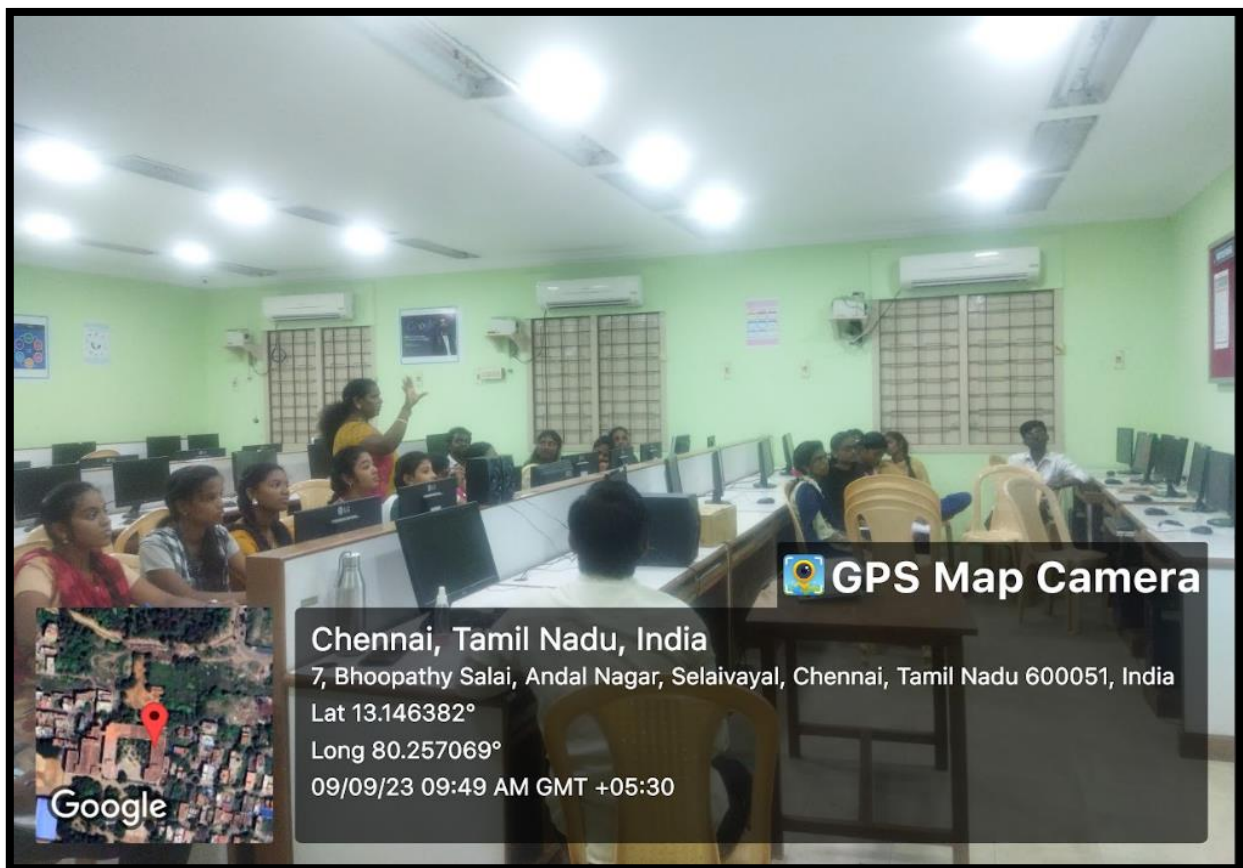 GPS Map Camera
Chennai, Tamil Nadu, India
7, Bhoopathy Salai, Andal Nagar, Selaivayal, Chennai, Tamil Nadu 600051, India
Lat 13.146382°
Long 80.257069°
09/09/23 09:49 AM GMT +05:30
Google
LG